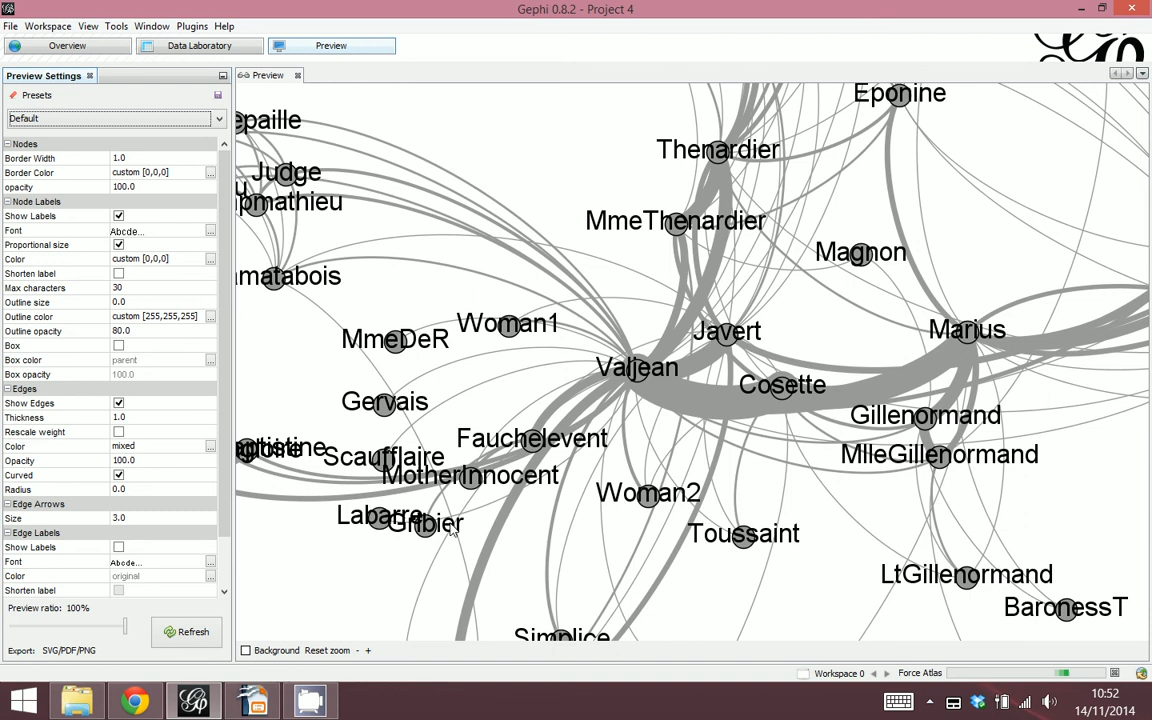 Gephi 0.8.2 - Project 4
File Workspace View Tools Window Plugins Help
Overview Data Laboratory Preview
Preview Settings
Preview
Presets
Default
Nodes
Border Width 1.0
Border Color custom [0,0,0] ...
opacity 100.0
Node Labels
Show Labels
Font Abcde... ...
Proportional size
Color custom [0,0,0] ...
Shorten label
Max characters 30
Outline size 0.0
Outline color custom [255,255,255] ...
Outline opacity 80.0
Box
Box color parent ...
Box opacity 100.0
Edges
Show Edges
Thickness 1.0
Rescale weight
Color mixed ...
Opacity 100.0
Curved
Radius 0.0
Edge Arrows
Size 3.0
Edge Labels
Show Labels
Font Abcde... ...
Color original ...
Shorten label
Preview ratio: 100%
Refresh
Export: SVG/PDF/PNG
Eponine
epaille
Thenardier
Judge
upmathieu
MmeThenardier
Magnon
amatabois
Woman1
Javert
Marius
MmeDeR
Valjean
Cosette
Gervais
Gillenormand
Fauchelevent
Scaufflaire
MlleGillenormand
MotherInnocent
Woman2
Labarre
Gribier
Toussaint
LtGillenormand
BaronessT
Simplice
Background Reset zoom - +
Workspace 0 Force Atlas
10:52
14/11/2014